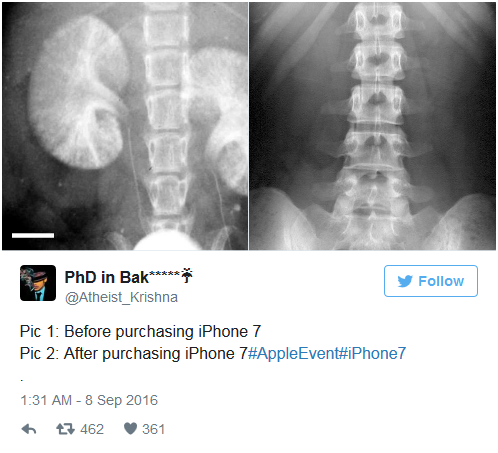 PhD in Bak*****
Follow
@Atheist_Krishna
Pic 1: Before purchasing iPhone 7
Pic 2: After purchasing iPhone 7#AppleEvent#iPhone7
.
1:31 AM - 8 Sep 2016
462 361